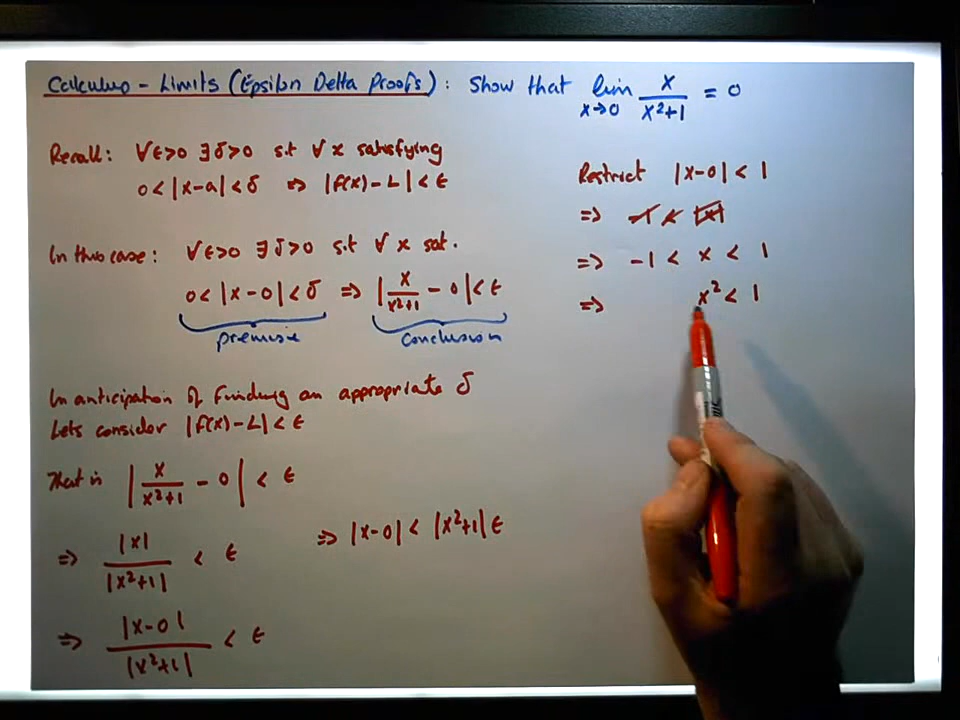 Calculus - Limits (Epsilon Delta Proofs) : Show that lim x→0 x/(x²+1) = 0
Recall: ∀ε>0 ∃δ>0 s.t ∀ x satisfying
0<|x-a|<δ ⇒ |f(x)-L|<ε
In this case: ∀ε>0 ∃δ>0 s.t ∀ x sat.
0<|x-0|<δ ⇒ |x/(x²+1) - 0|<ε
premise conclusion
In anticipation of finding an appropriate δ
Lets consider |f(x)-L|<ε
That is |x/(x²+1) - 0| < ε
⇒ |x|/|x²+1| < ε
⇒ |x-0|/|x²+1| < ε
⇒ |x-0| < |x²+1| ε
Restrict |x-0| < 1
⇒ -1 < |x|
⇒ -1 < x < 1
⇒ x² < 1